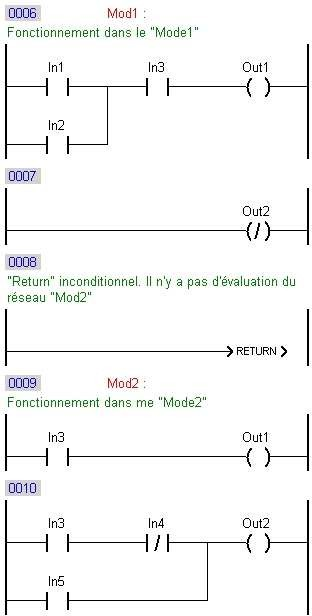 0006 Mod1 :
Fonctionnement dans le "Mode1"
In1 In3 Out1
In2
0007
Out2
0008
"Return" inconditionnel. Il n'y a pas d'évaluation du
réseau "Mod2"
RETURN
0009 Mod2 :
Fonctionnement dans me "Mode2"
In3 Out1
0010
In3 In4 Out2
In5